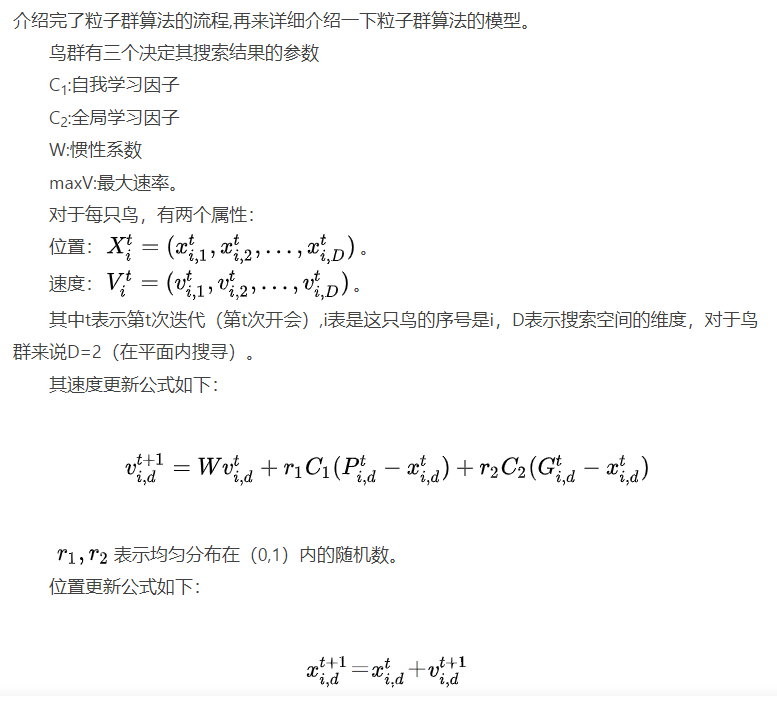 介绍完了粒子群算法的流程,再来详细介绍一下粒子群算法的模型。
鸟群有三个决定其搜索结果的参数
C₁:自我学习因子
C₂:全局学习因子
W:惯性系数
maxV:最大速率。
对于每只鸟，有两个属性：
位置： $X_i^t = (x_{i,1}^t, x_{i,2}^t, \ldots, x_{i,D}^t)$ 。
速度： $V_i^t = (v_{i,1}^t, v_{i,2}^t, \ldots, v_{i,D}^t)$ 。
其中t表示第t次迭代（第t次开会）,i表是这只鸟的序号是i，D表示搜索空间的维度，对于鸟
群来说D=2（在平面内搜寻）。
其速度更新公式如下：
$v_{i,d}^{t+1} = Wv_{i,d}^t + r_1C_1(P_{i,d}^t - x_{i,d}^t) + r_2C_2(G_{i,d}^t - x_{i,d}^t)$
$r_1, r_2$ 表示均匀分布在（0,1）内的随机数。
位置更新公式如下：
$x_{i,d}^{t+1} = x_{i,d}^t + v_{i,d}^{t+1}$